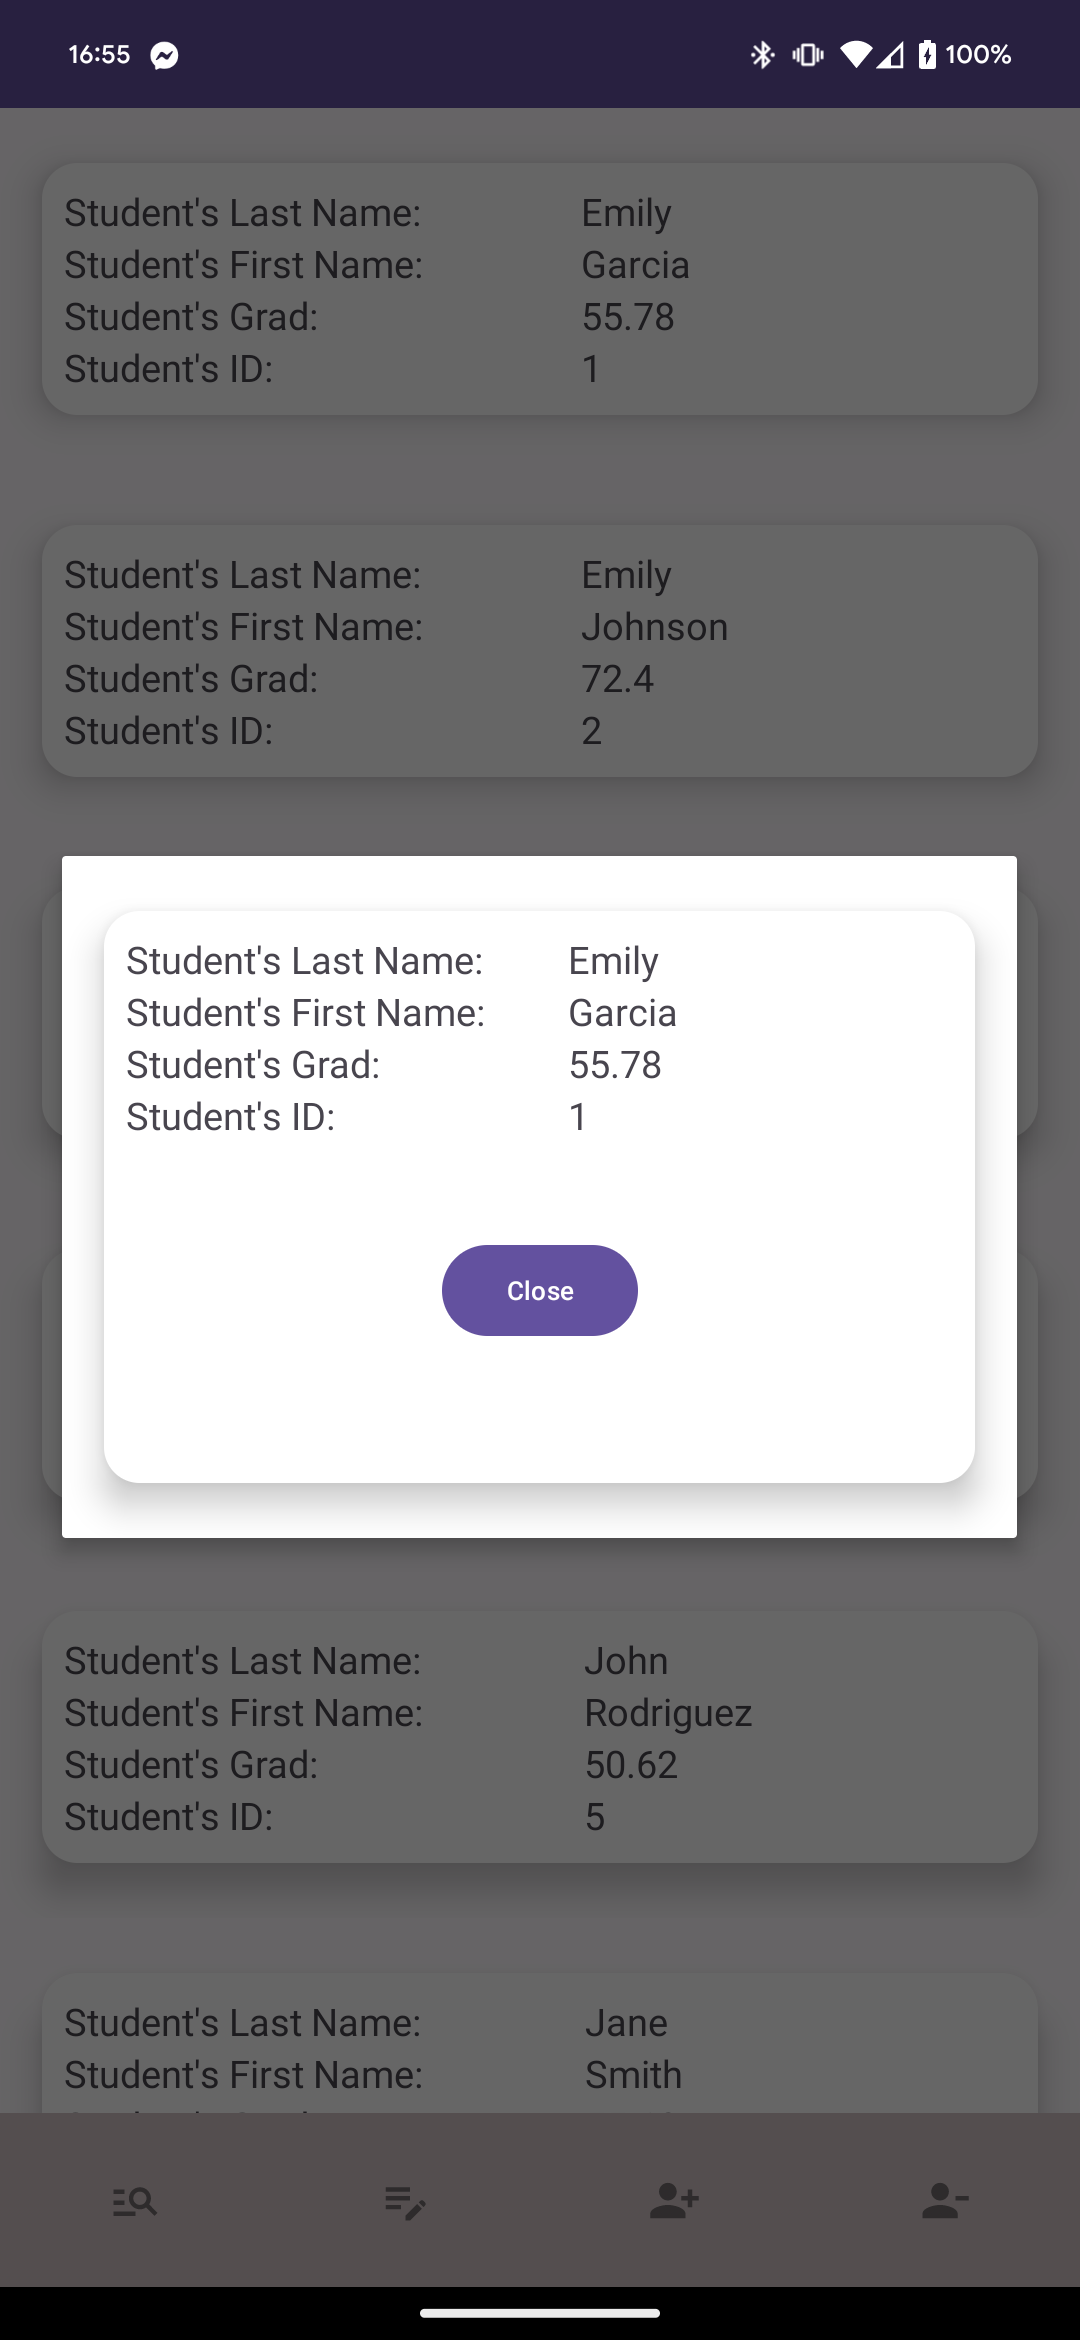 16:55
100%
Student's Last Name: Emily
Student's First Name: Garcia
Student's Grad: 55.78
Student's ID: 1
Student's Last Name: Emily
Student's First Name: Johnson
Student's Grad: 72.4
Student's ID: 2
Student's Last Name: Emily
Student's First Name: Garcia
Student's Grad: 55.78
Student's ID: 1
Close
Student's Last Name: John
Student's First Name: Rodriguez
Student's Grad: 50.62
Student's ID: 5
Student's Last Name: Jane
Student's First Name: Smith